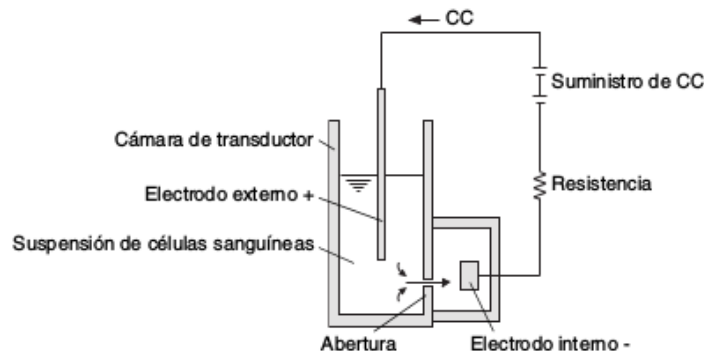 CC
Suministro de CC
Cámara de transductor
Resistencia
Electrodo externo +
Suspensión de células sanguíneas
Abertura
Electrodo interno -